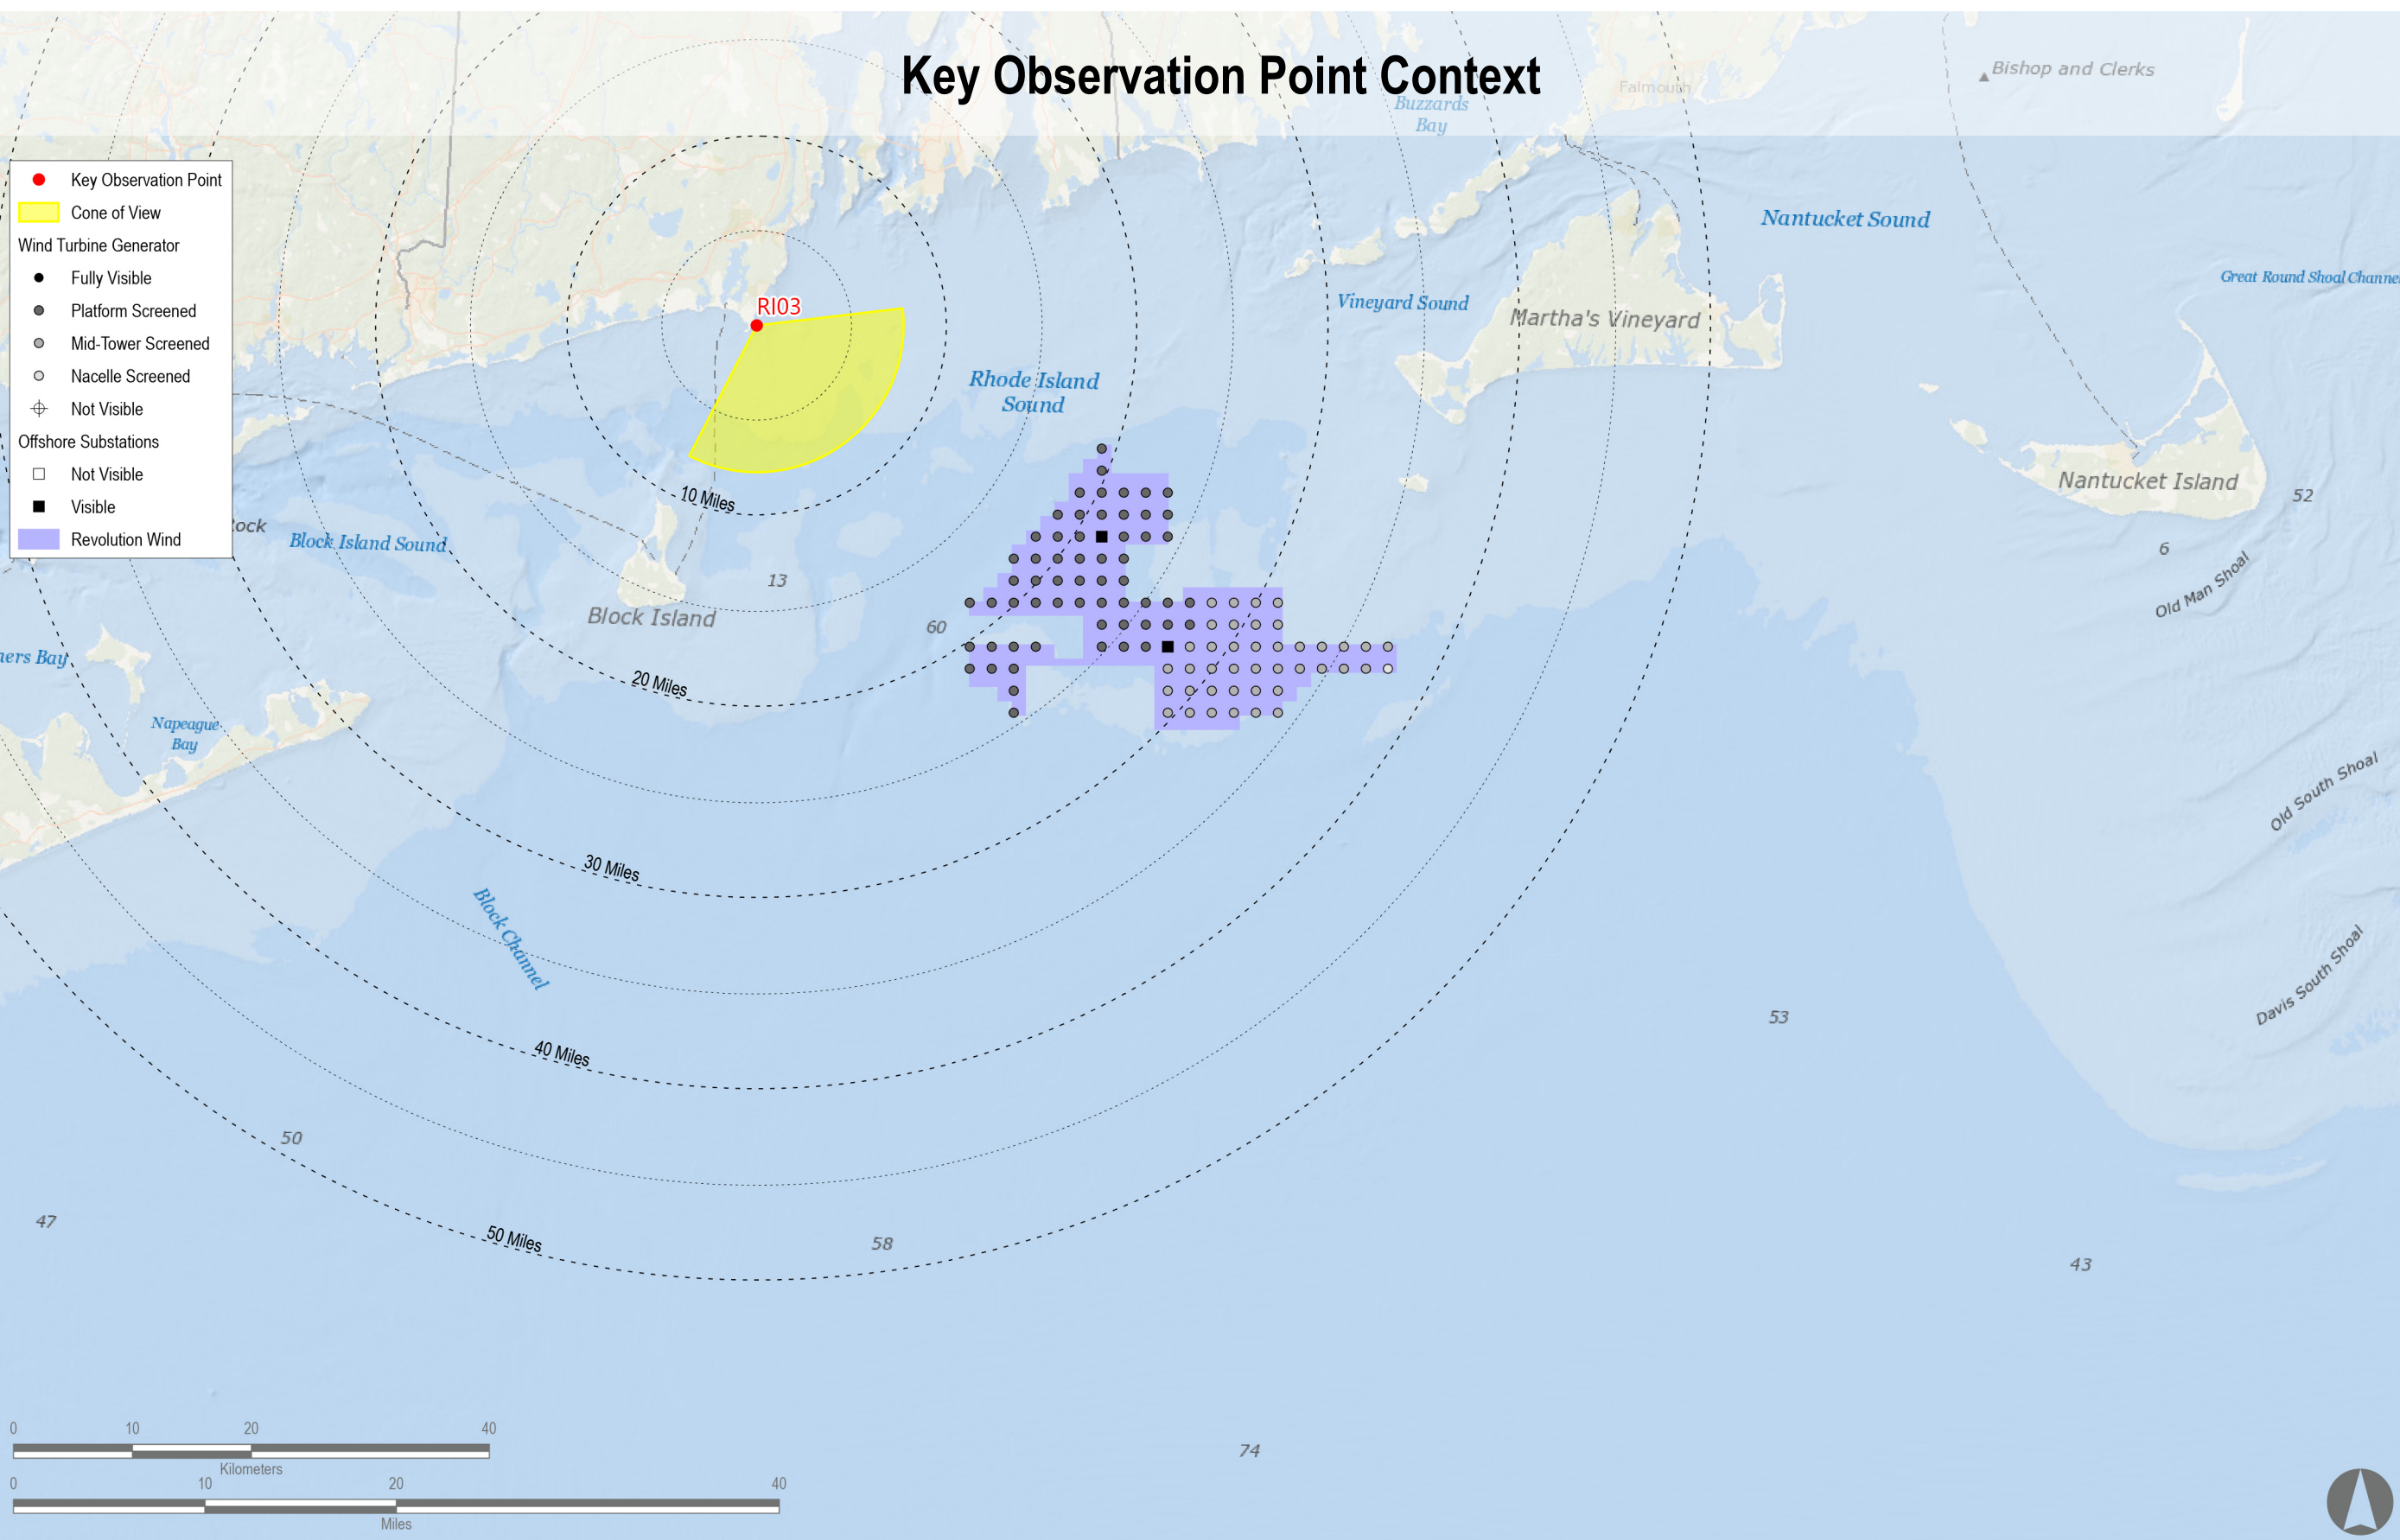 Key Observation Point Context
Bishop and Clerks
Falmouth
Buzzards
Bay
Key Observation Point
Cone of View
Wind Turbine Generator
Fully Visible
Platform Screened
Mid-Tower Screened
Nacelle Screened
Not Visible
Offshore Substations
Not Visible
Visible
Revolution Wind
Nantucket Sound
Great Round Shoal Channel
RI03
Vineyard Sound
Martha's Vineyard
Rhode Island
Sound
Nantucket Island
52
10 Miles
ock
Block Island Sound
6
Old Man Shoal
13
Block Island
60
ners Bay
20 Miles
Napeague
Bay
Old South Shoal
30 Miles
Block Channel
Davis South Shoal
53
40 Miles
50
47
50 Miles
58
43
74
0 10 20 40
Kilometers
0 10 20 40
Miles